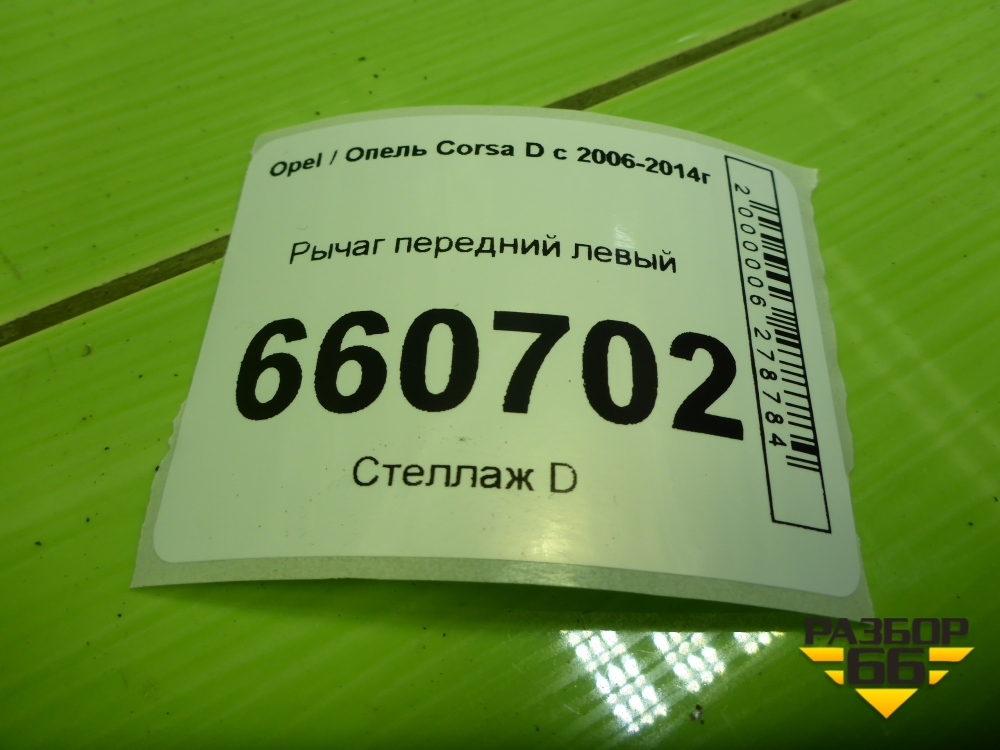 Opel / Опель Corsa D с 2006-2014г
Рычаг передний левый
660702
Стеллаж D
2000006278784
РАЗБОР
66